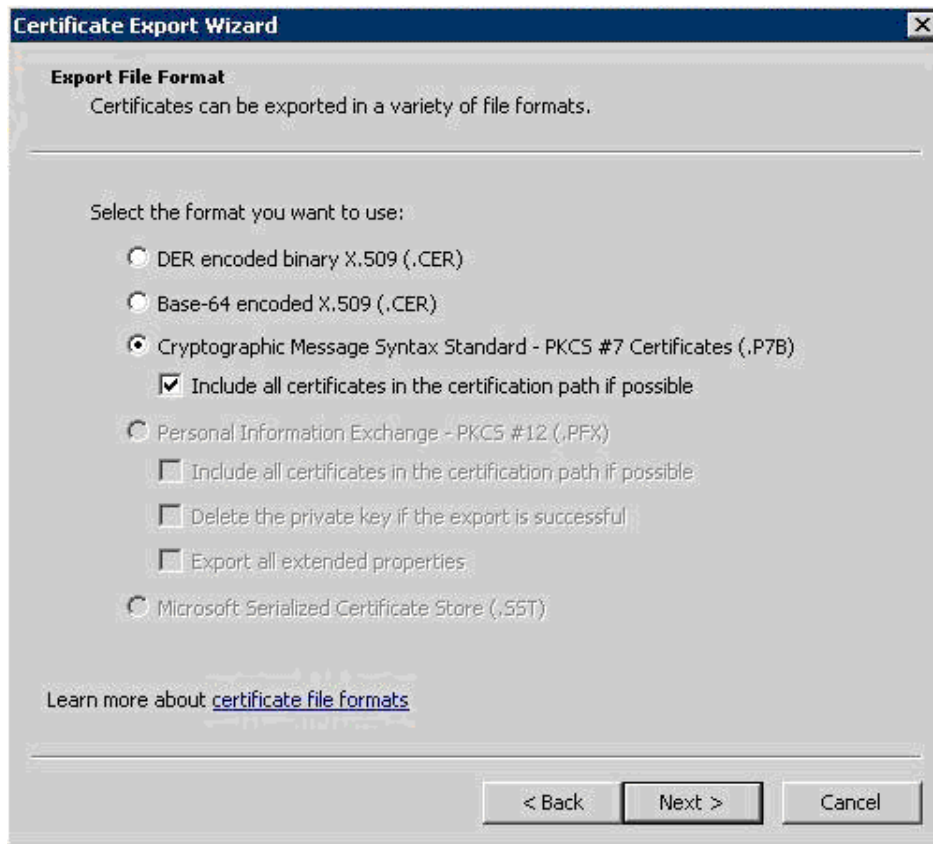 Certificate Export Wizard
Export File Format
Certificates can be exported in a variety of file formats.
Select the format you want to use:
DER encoded binary X.509 (.CER)
Base-64 encoded X.509 (.CER)
Cryptographic Message Syntax Standard - PKCS #7 Certificates (.P7B)
Include all certificates in the certification path if possible
Personal Information Exchange - PKCS #12 (.PFX)
Include all certificates in the certification path if possible
Delete the private key if the export is successful
Export all extended properties
Microsoft Serialized Certificate Store (.SST)
Learn more about certificate file formats
< Back Next > Cancel